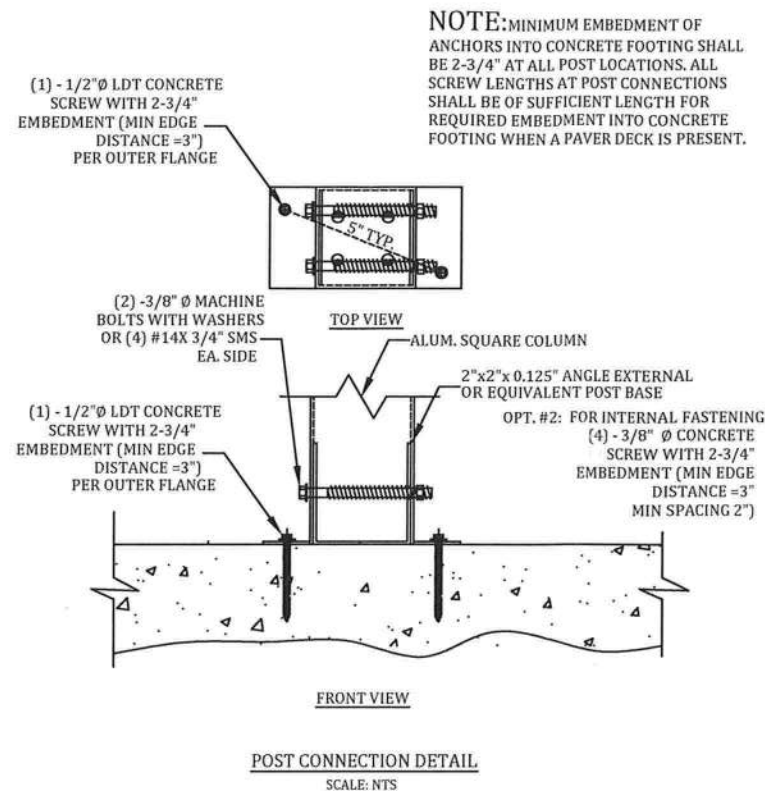 NOTE: MINIMUM EMBEDMENT OF
ANCHORS INTO CONCRETE FOOTING SHALL
BE 2-3/4" AT ALL POST LOCATIONS. ALL
SCREW LENGTHS AT POST CONNECTIONS
SHALL BE OF SUFFICIENT LENGTH FOR
REQUIRED EMBEDMENT INTO CONCRETE
FOOTING WHEN A PAVER DECK IS PRESENT.
(1) - 1/2"Ø LDT CONCRETE
SCREW WITH 2-3/4"
EMBEDMENT (MIN EDGE
DISTANCE =3")
PER OUTER FLANGE
5" TYP.
TOP VIEW
(2) -3/8" Ø MACHINE
BOLTS WITH WASHERS
OR (4) #14X 3/4" SMS
EA. SIDE
ALUM. SQUARE COLUMN
2"x2"x 0.125" ANGLE EXTERNAL
OR EQUIVALENT POST BASE
OPT. #2: FOR INTERNAL FASTENING
(4) - 3/8" Ø CONCRETE
SCREW WITH 2-3/4"
EMBEDMENT (MIN EDGE
DISTANCE =3"
MIN SPACING 2")
(1) - 1/2"Ø LDT CONCRETE
SCREW WITH 2-3/4"
EMBEDMENT (MIN EDGE
DISTANCE =3")
PER OUTER FLANGE
FRONT VIEW
POST CONNECTION DETAIL
SCALE: NTS